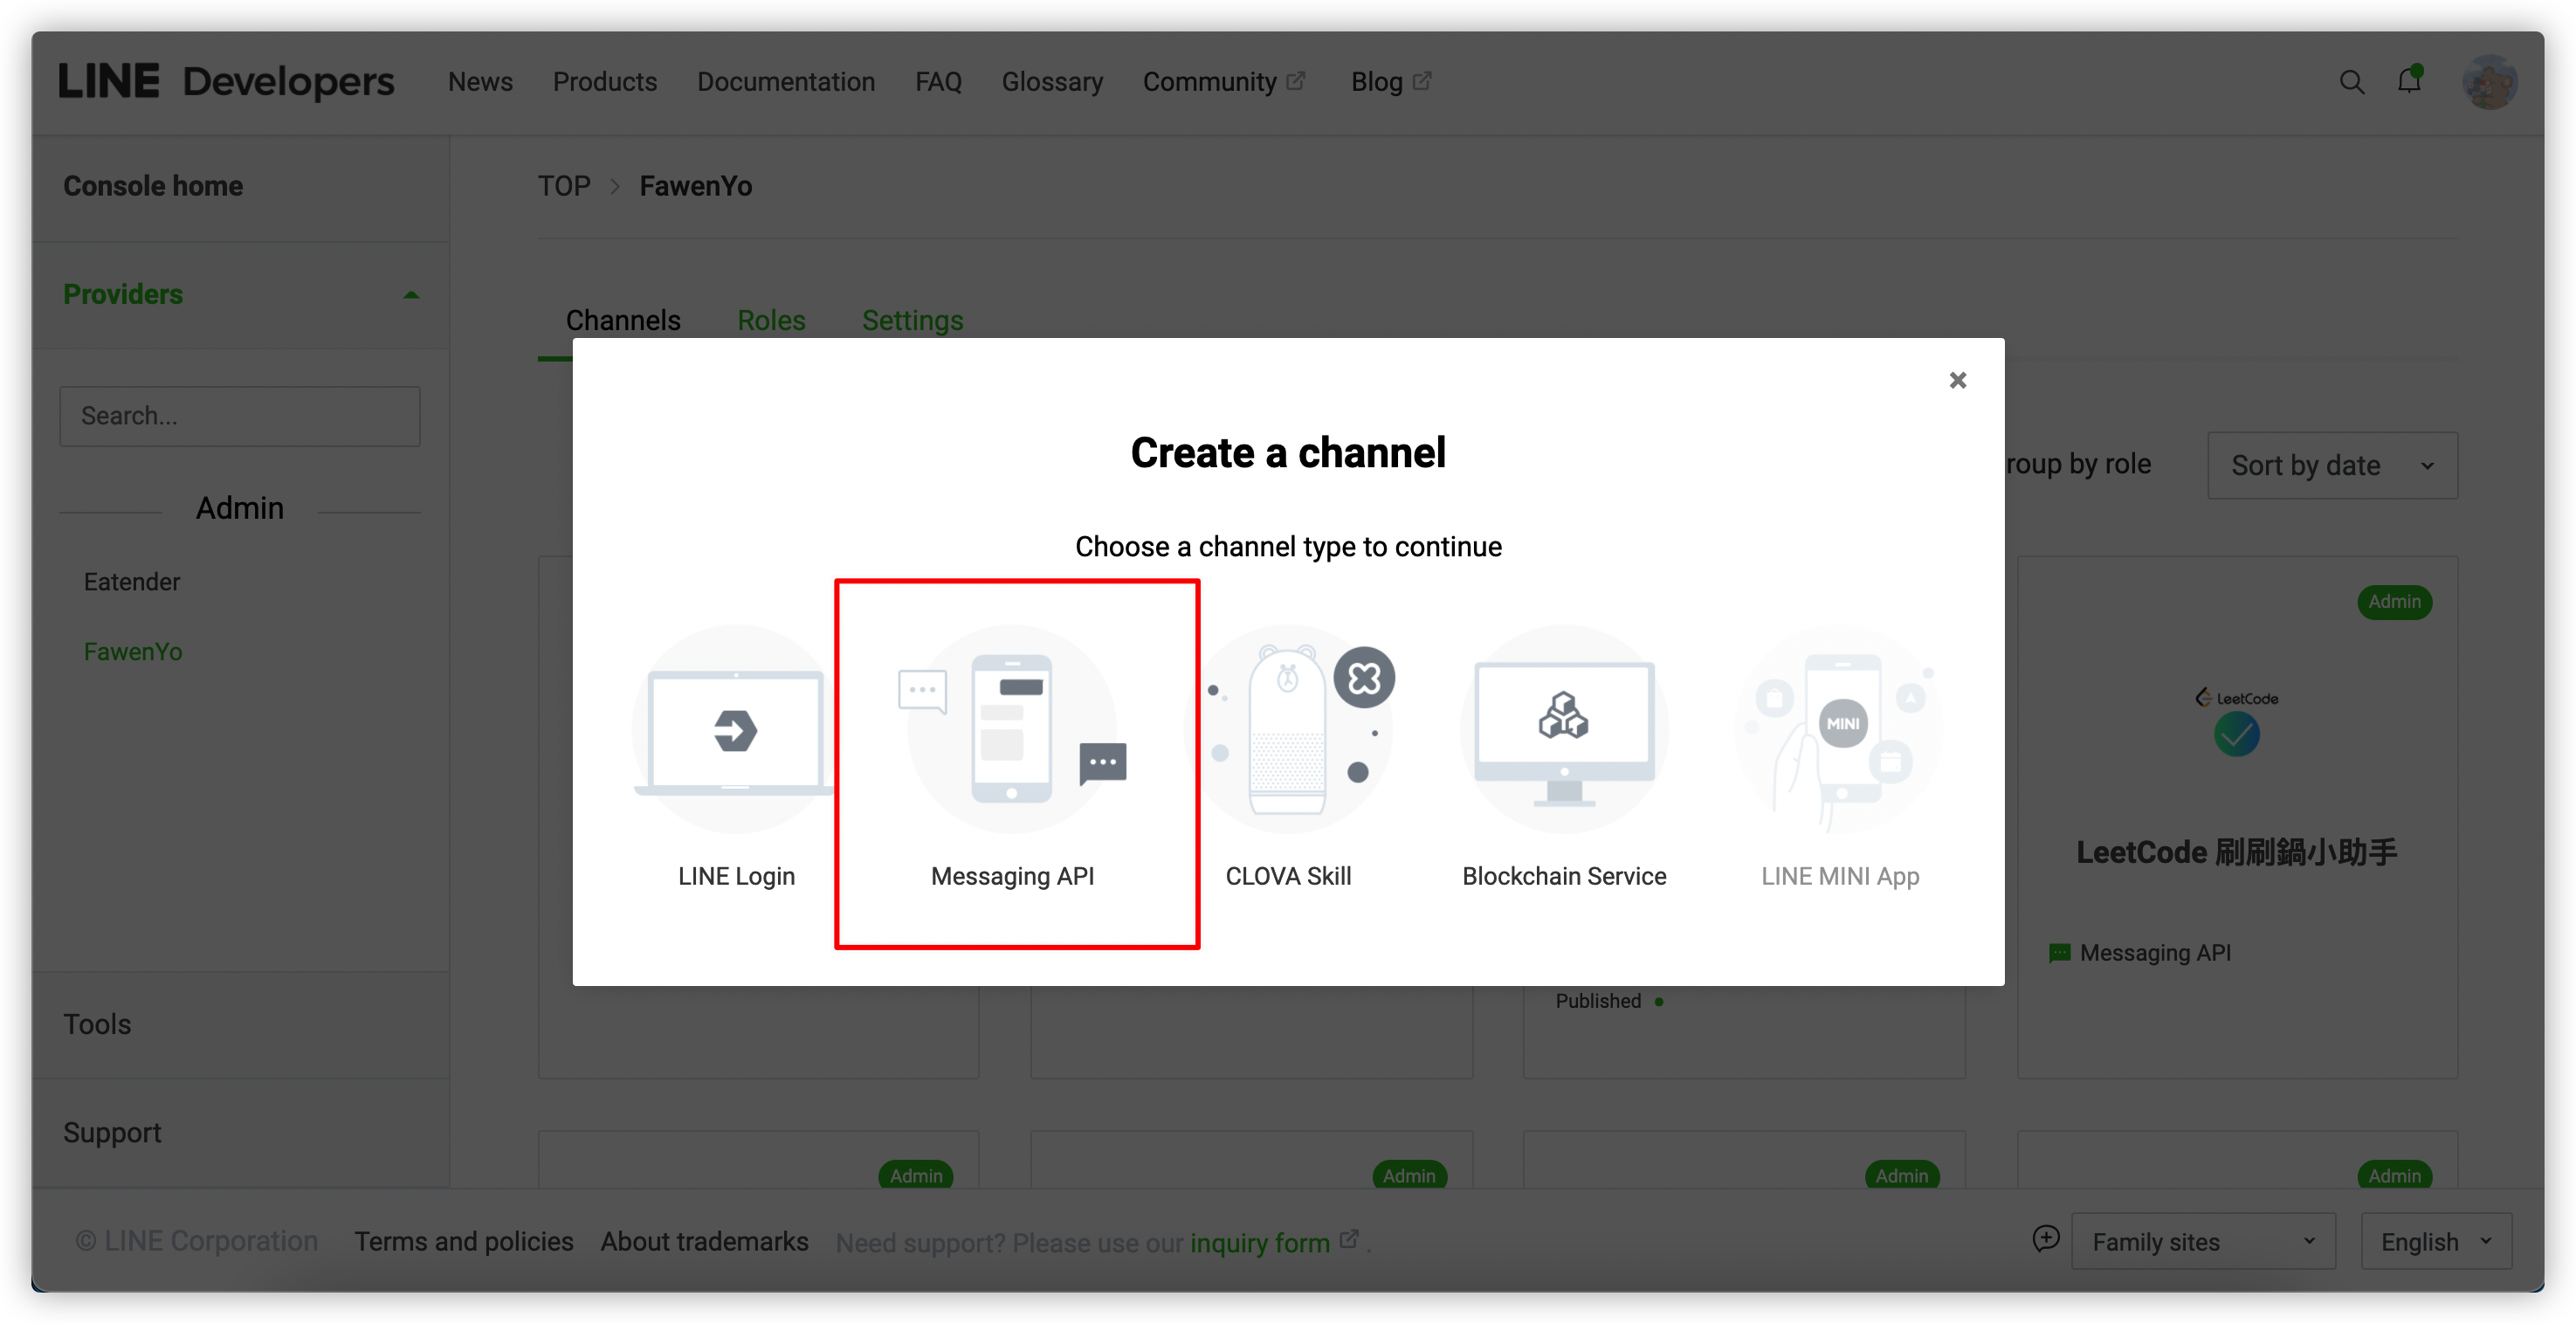 LINE Developers News Products Documentation FAQ Glossary Community Blog
Console home
TOP > FawenYo
Providers
Channels Roles Settings
Search...
Admin
Eatender
FawenYo
Tools
Support
Create a channel
Choose a channel type to continue
LINE Login
Messaging API
CLOVA Skill
Blockchain Service
MINI
LINE MINI App
roup by role
Sort by date
Admin
LeetCode
LeetCode 刷刷鍋小助手
Messaging API
Published
Admin
Admin
Admin
Admin
© LINE Corporation Terms and policies About trademarks Need support? Please use our inquiry form .
Family sites
English